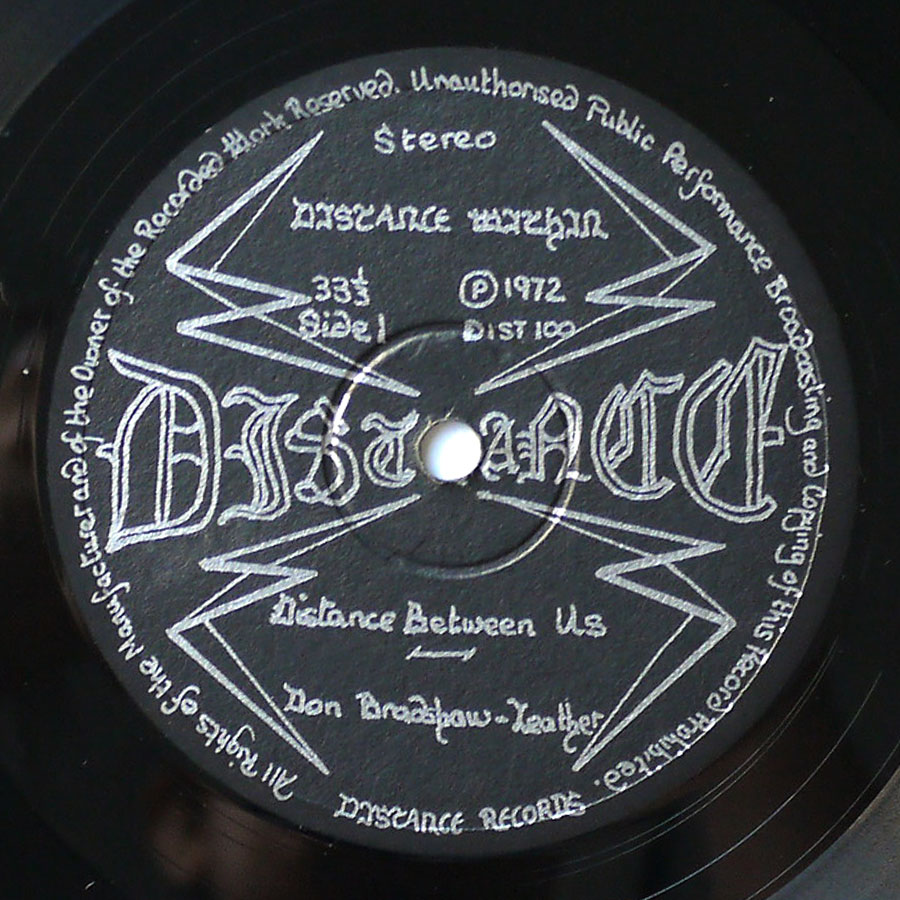 All Rights of the Manufacturer and of the Owner of the Recorded Work Reserved. Unauthorised Public Performance Broadcasting and Copying of this Record Prohibited.
Stereo
DISTANCE WITHIN
33⅓ ℗ 1972
Side 1 DIST 100
DISTANCE
Distance Between Us
Don Bradshaw-Leather
DISTANCE RECORDS